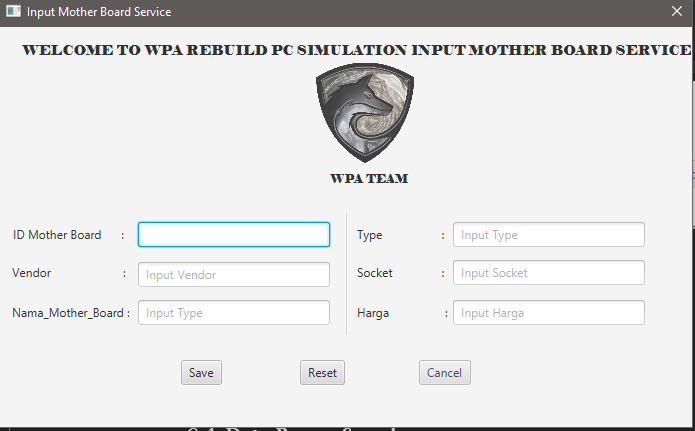 Input Mother Board Service
WELCOME TO WPA REBUILD PC SIMULATION INPUT MOTHER BOARD SERVICE
WPA TEAM
ID Mother Board :
Type : Input Type
Vendor : Input Vendor
Socket : Input Socket
Nama_Mother_Board : Input Type
Harga : Input Harga
Save Reset Cancel